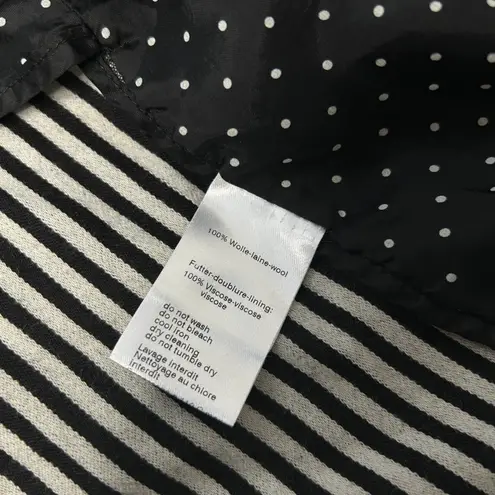 100% Wolle-laine-wool
Futter-doublure-lining:
100% Viscose-viscose
viscose
do not wash
do not bleach
cool iron
dry cleaning
do not tumble dry
Lavage interdit
Nettoyage au chlore
interdit